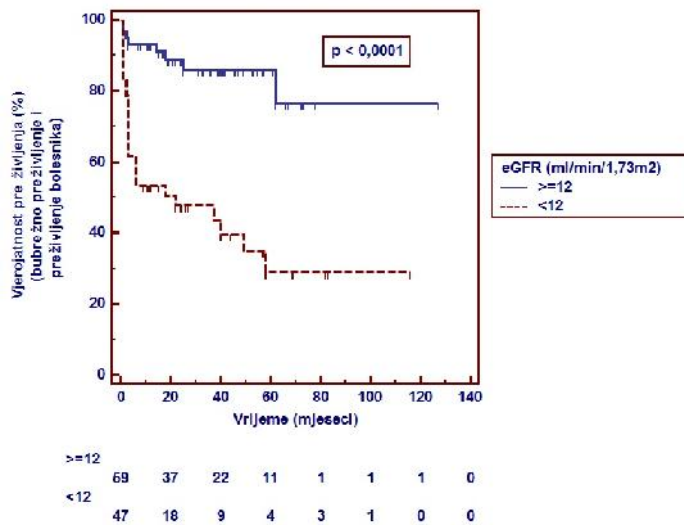 Vjerojatnost pre življenja (%)
(bubrežno preživljenje i
preživljenje bolesnika)
100
80
60
40
20
0
p < 0,0001
0 20 40 60 80 100 120 140
Vrijeme (mjeseci)
eGFR (ml/min/1,73m2)
>=12
<12
>=12
69 37 22 11 1 1 1 0
<12
47 18 9 4 3 1 0 0